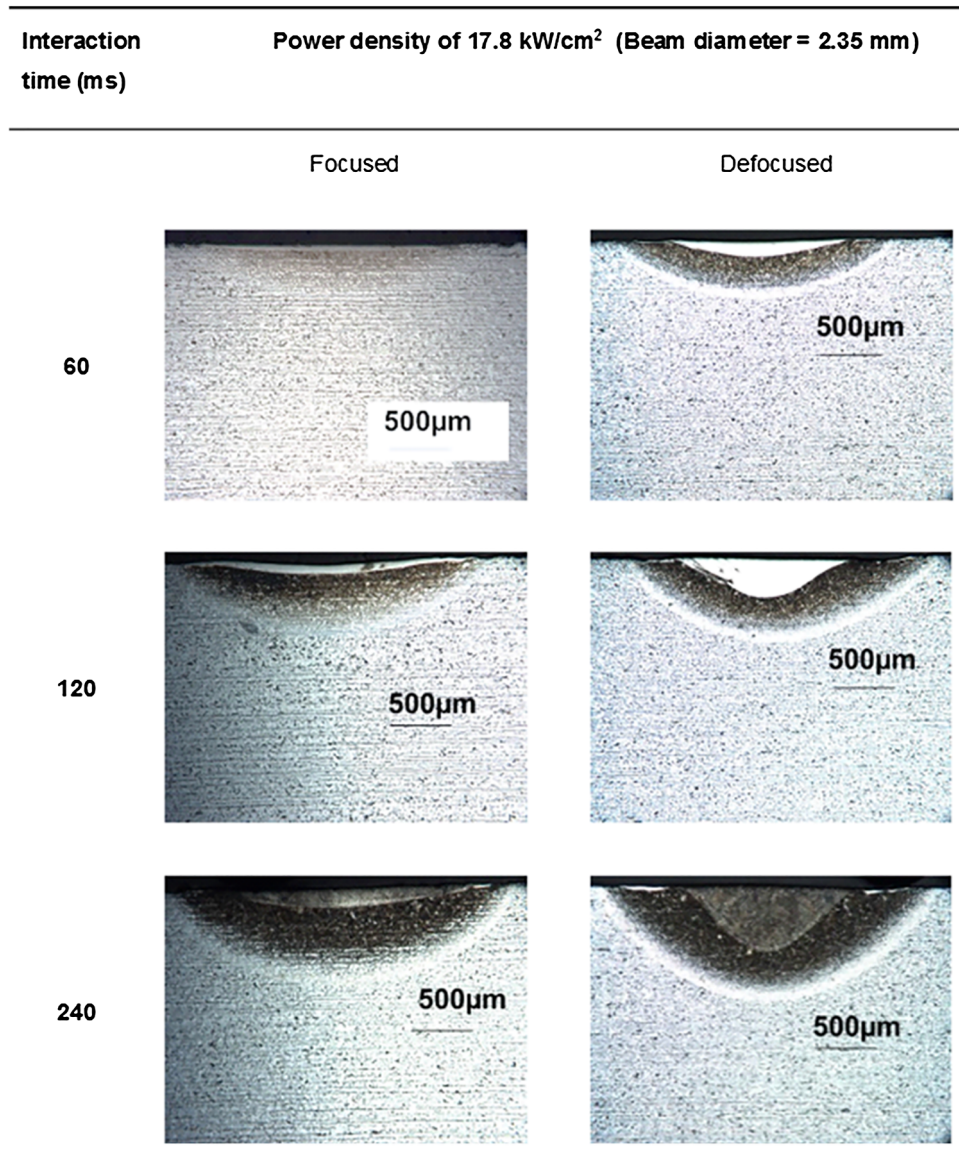 Interaction time (ms)
Power density of 17.8 kW/cm² (Beam diameter = 2.35 mm)
Focused
Defocused
60
500µm
500µm
120
500µm
500µm
240
500µm
500µm